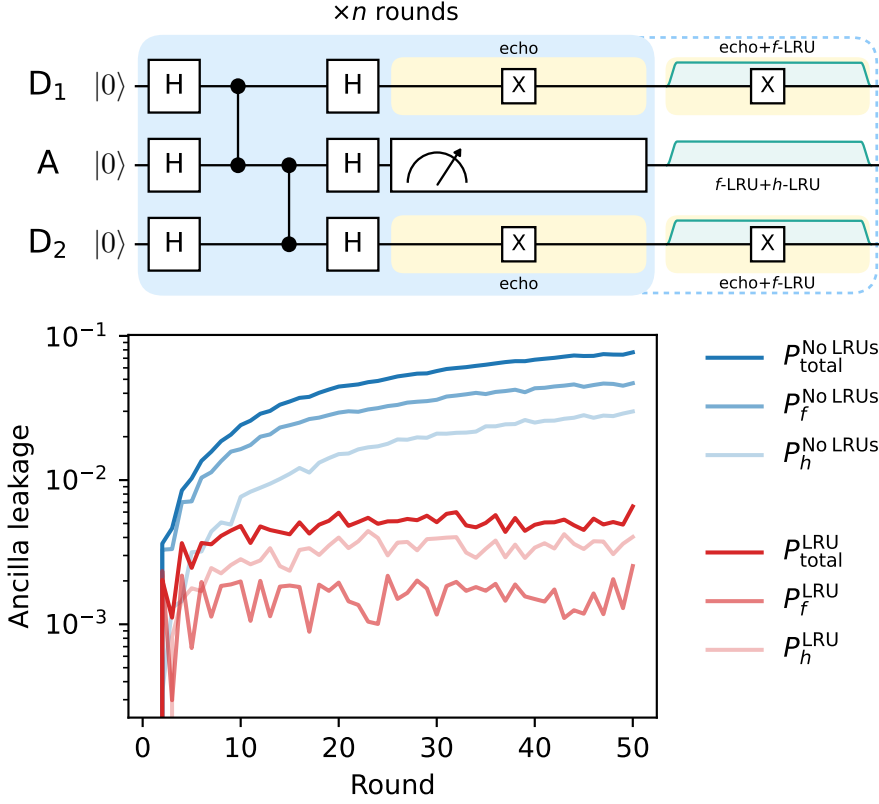 ×n rounds
echo
echo+f-LRU
D₁ |0⟩ H H X X
A |0⟩ H H
f-LRU+h-LRU
D₂ |0⟩ H H X X
echo
echo+f-LRU
10⁻¹
10⁻²
10⁻³
Ancilla leakage
0 10 20 30 40 50
Round
P_total^No LRUs
P_f^No LRUs
P_h^No LRUs
P_total^LRU
P_f^LRU
P_h^LRU